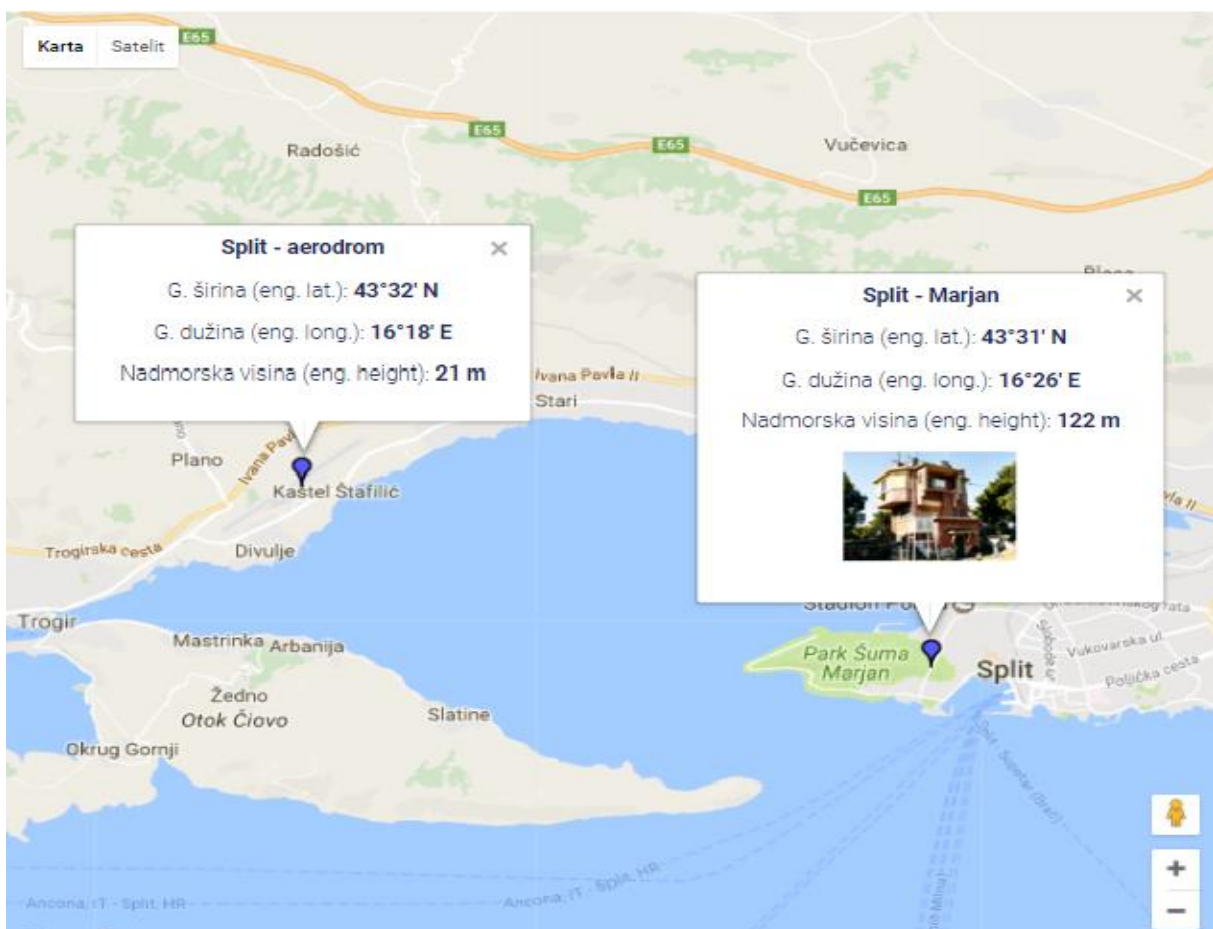 Karta Satelit
E65
E65
E65
E65
Radošić
Vučevica
Split - aerodrom
G. širina (eng. lat.): 43°32' N
G. dužina (eng. long.): 16°18' E
Nadmorska visina (eng. height): 21 m
Split - Marjan
G. širina (eng. lat.): 43°31' N
G. dužina (eng. long.): 16°26' E
Nadmorska visina (eng. height): 122 m
Ivana Pavla II
Stari
Plano
Kaštel Štafilić
Trogirska cesta
Divulje
Trogir
Mastrinka
Arbanija
Žedno
Otok Čiovo
Slatine
Okrug Gornji
Park Šuma
Marjan
Split
Vukovarska ul.
Poljička cesta
Split - Supetar (Brač)
Ancona, IT - Split, HR
Ancona, IT - Split, HR